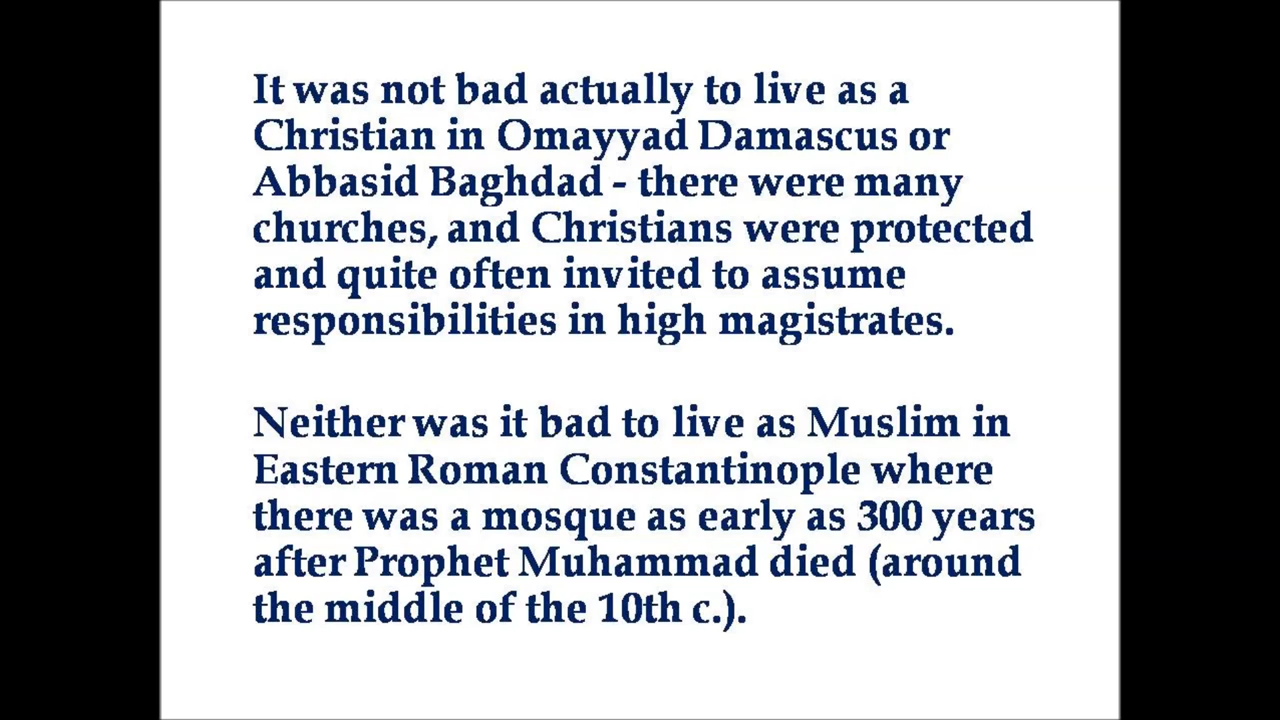 It was not bad actually to live as a
Christian in Omayyad Damascus or
Abbasid Baghdad - there were many
churches, and Christians were protected
and quite often invited to assume
responsibilities in high magistrates.
Neither was it bad to live as Muslim in
Eastern Roman Constantinople where
there was a mosque as early as 300 years
after Prophet Muhammad died (around
the middle of the 10th c.).